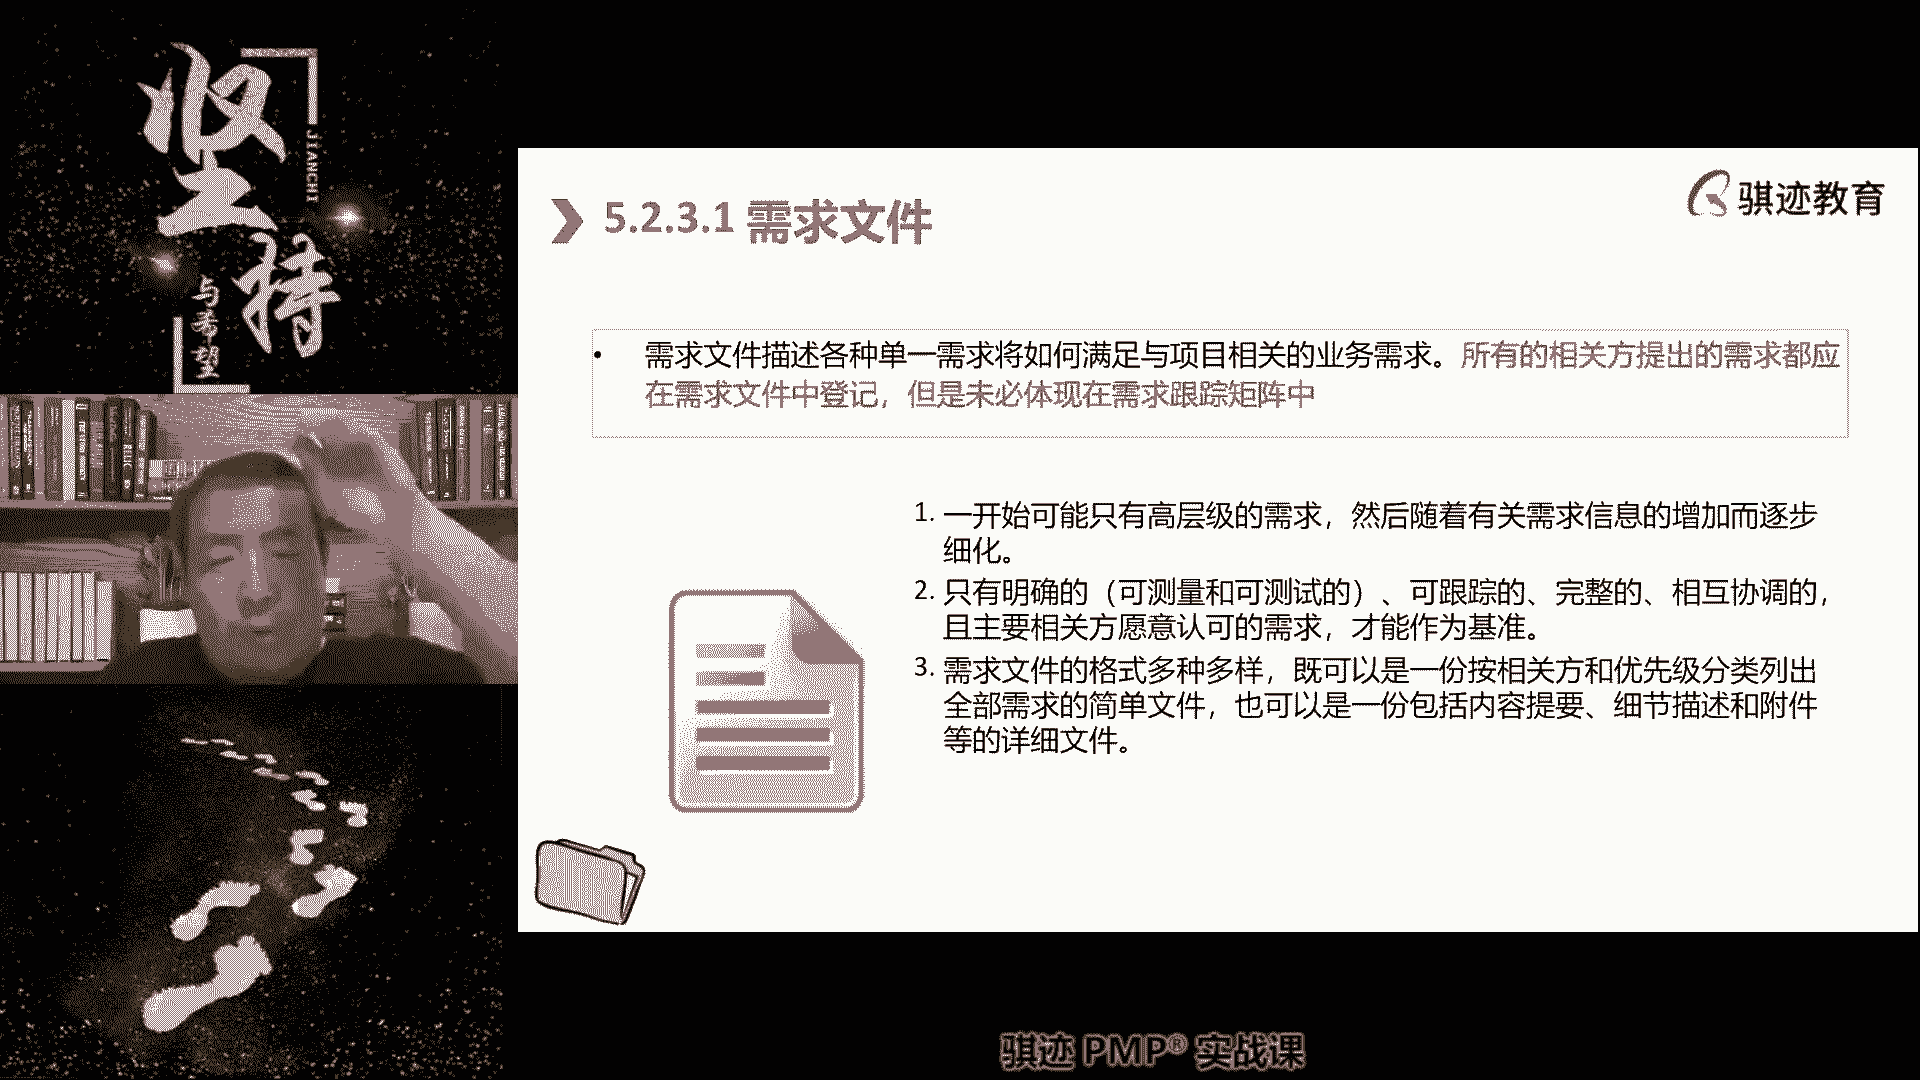 坚持
JIANCHI
与希望
骐迹教育
5.2.3.1 需求文件
• 需求文件描述各种单一需求将如何满足与项目相关的业务需求。所有的相关方提出的需求都应
在需求文件中登记，但是未必体现在需求跟踪矩阵中
1. 一开始可能只有高层级的需求，然后随着有关需求信息的增加而逐步
细化。
2. 只有明确的（可测量和可测试的）、可跟踪的、完整的、相互协调的，
且主要相关方愿意认可的需求，才能作为基准。
3. 需求文件的格式多种多样，既可以是一份按相关方和优先级分类列出
全部需求的简单文件，也可以是一份包括内容提要、细节描述和附件
等的详细文件。
骐迹 PMP® 实战课